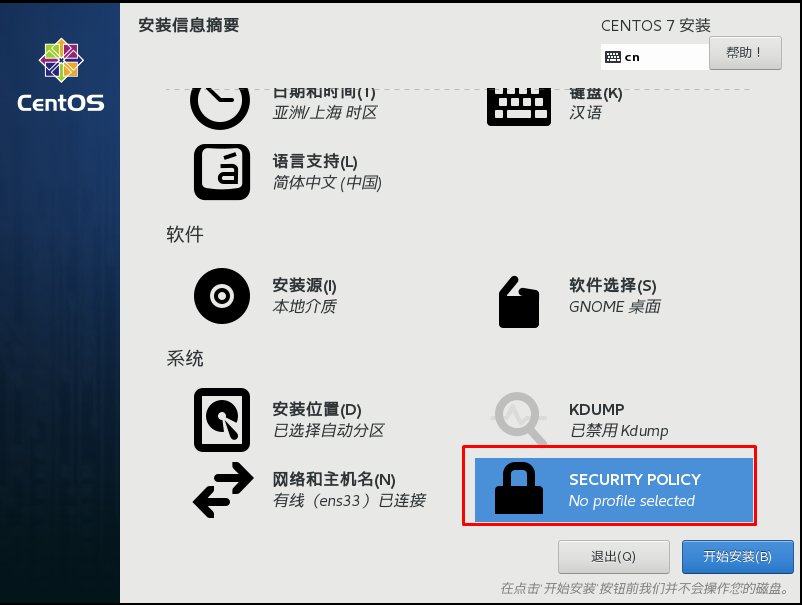 安装信息摘要
CENTOS 7 安装
cn
帮助！
CentOS
日期和时间(T)
亚洲/上海 时区
键盘(K)
汉语
语言支持(L)
简体中文 (中国)
软件
安装源(I)
本地介质
软件选择(S)
GNOME 桌面
系统
安装位置(D)
已选择自动分区
KDUMP
已禁用 Kdump
网络和主机名(N)
有线（ens33）已连接
SECURITY POLICY
No profile selected
退出(Q)
开始安装(B)
在点击'开始安装'按钮前我们并不会操作您的磁盘。